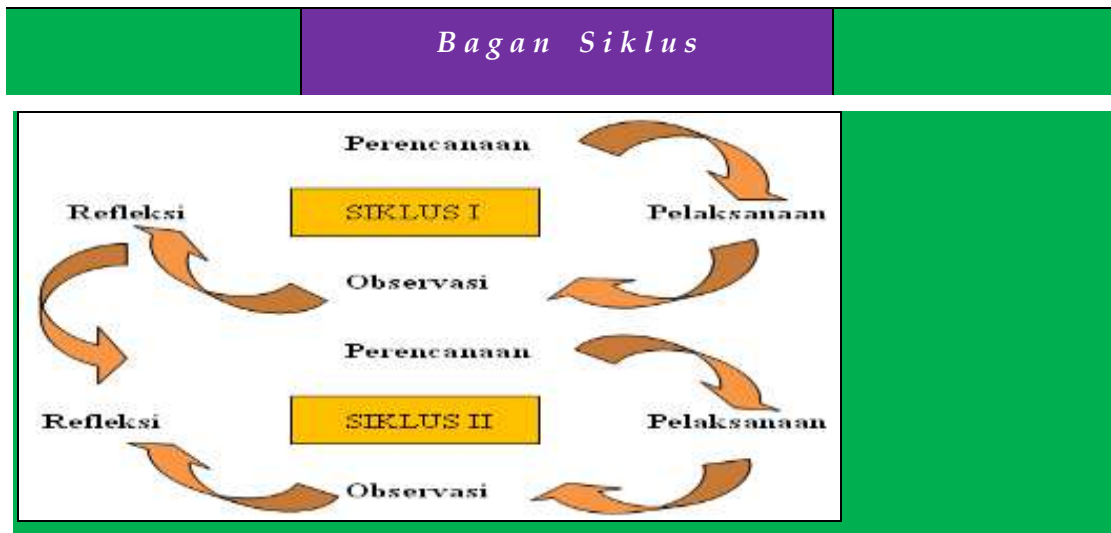 Bagan Siklus
Perencanaan
Refleksi
SIKLUS I
Pelaksanaan
Observasi
Perencanaan
Refleksi
SIKLUS II
Pelaksanaan
Observasi